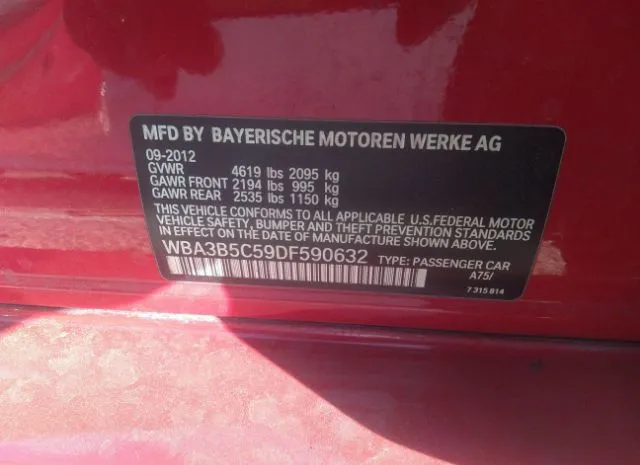 MFD BY BAYERISCHE MOTOREN WERKE AG
09-2012
GVWR 4619 lbs 2095 kg
GAWR FRONT 2194 lbs 995 kg
GAWR REAR 2535 lbs 1150 kg
THIS VEHICLE CONFORMS TO ALL APPLICABLE U.S.FEDERAL MOTOR
VEHICLE SAFETY, BUMPER AND THEFT PREVENTION STANDARDS
IN EFFECT ON THE DATE OF MANUFACTURE SHOWN ABOVE.
WBA3B5C59DF590632 TYPE: PASSENGER CAR
A75/
7 315 814